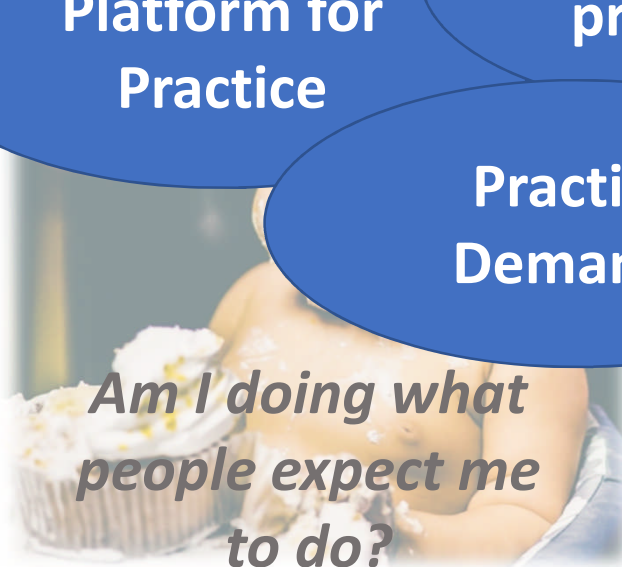 Platform for
Practice
Am I doing what
people expect me
to do?